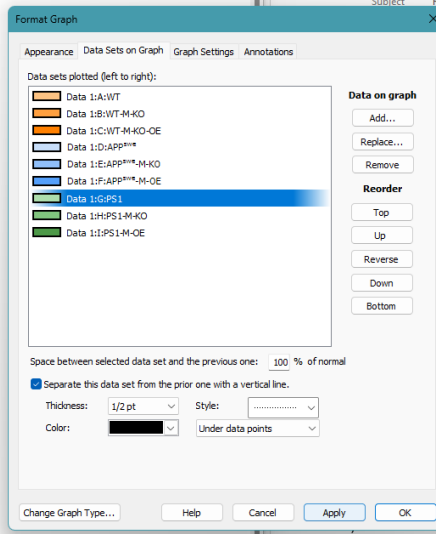 Subject
Format Graph
Appearance Data Sets on Graph Graph Settings Annotations
Data sets plotted (left to right):
Data 1:A:WT
Data 1:B:WT-M-KO
Data 1:C:WT-M-KO-OE
Data 1:D:APPˢʷᵉ
Data 1:E:APPˢʷᵉ-M-KO
Data 1:F:APPˢʷᵉ-M-OE
Data 1:G:PS1
Data 1:H:PS1-M-KO
Data 1:I:PS1-M-OE
Data on graph
Add...
Replace...
Remove
Reorder
Top
Up
Reverse
Down
Bottom
Space between selected data set and the previous one: 100 % of normal
Separate this data set from the prior one with a vertical line.
Thickness: 1/2 pt Style:
Color: Under data points
Change Graph Type... Help Cancel Apply OK